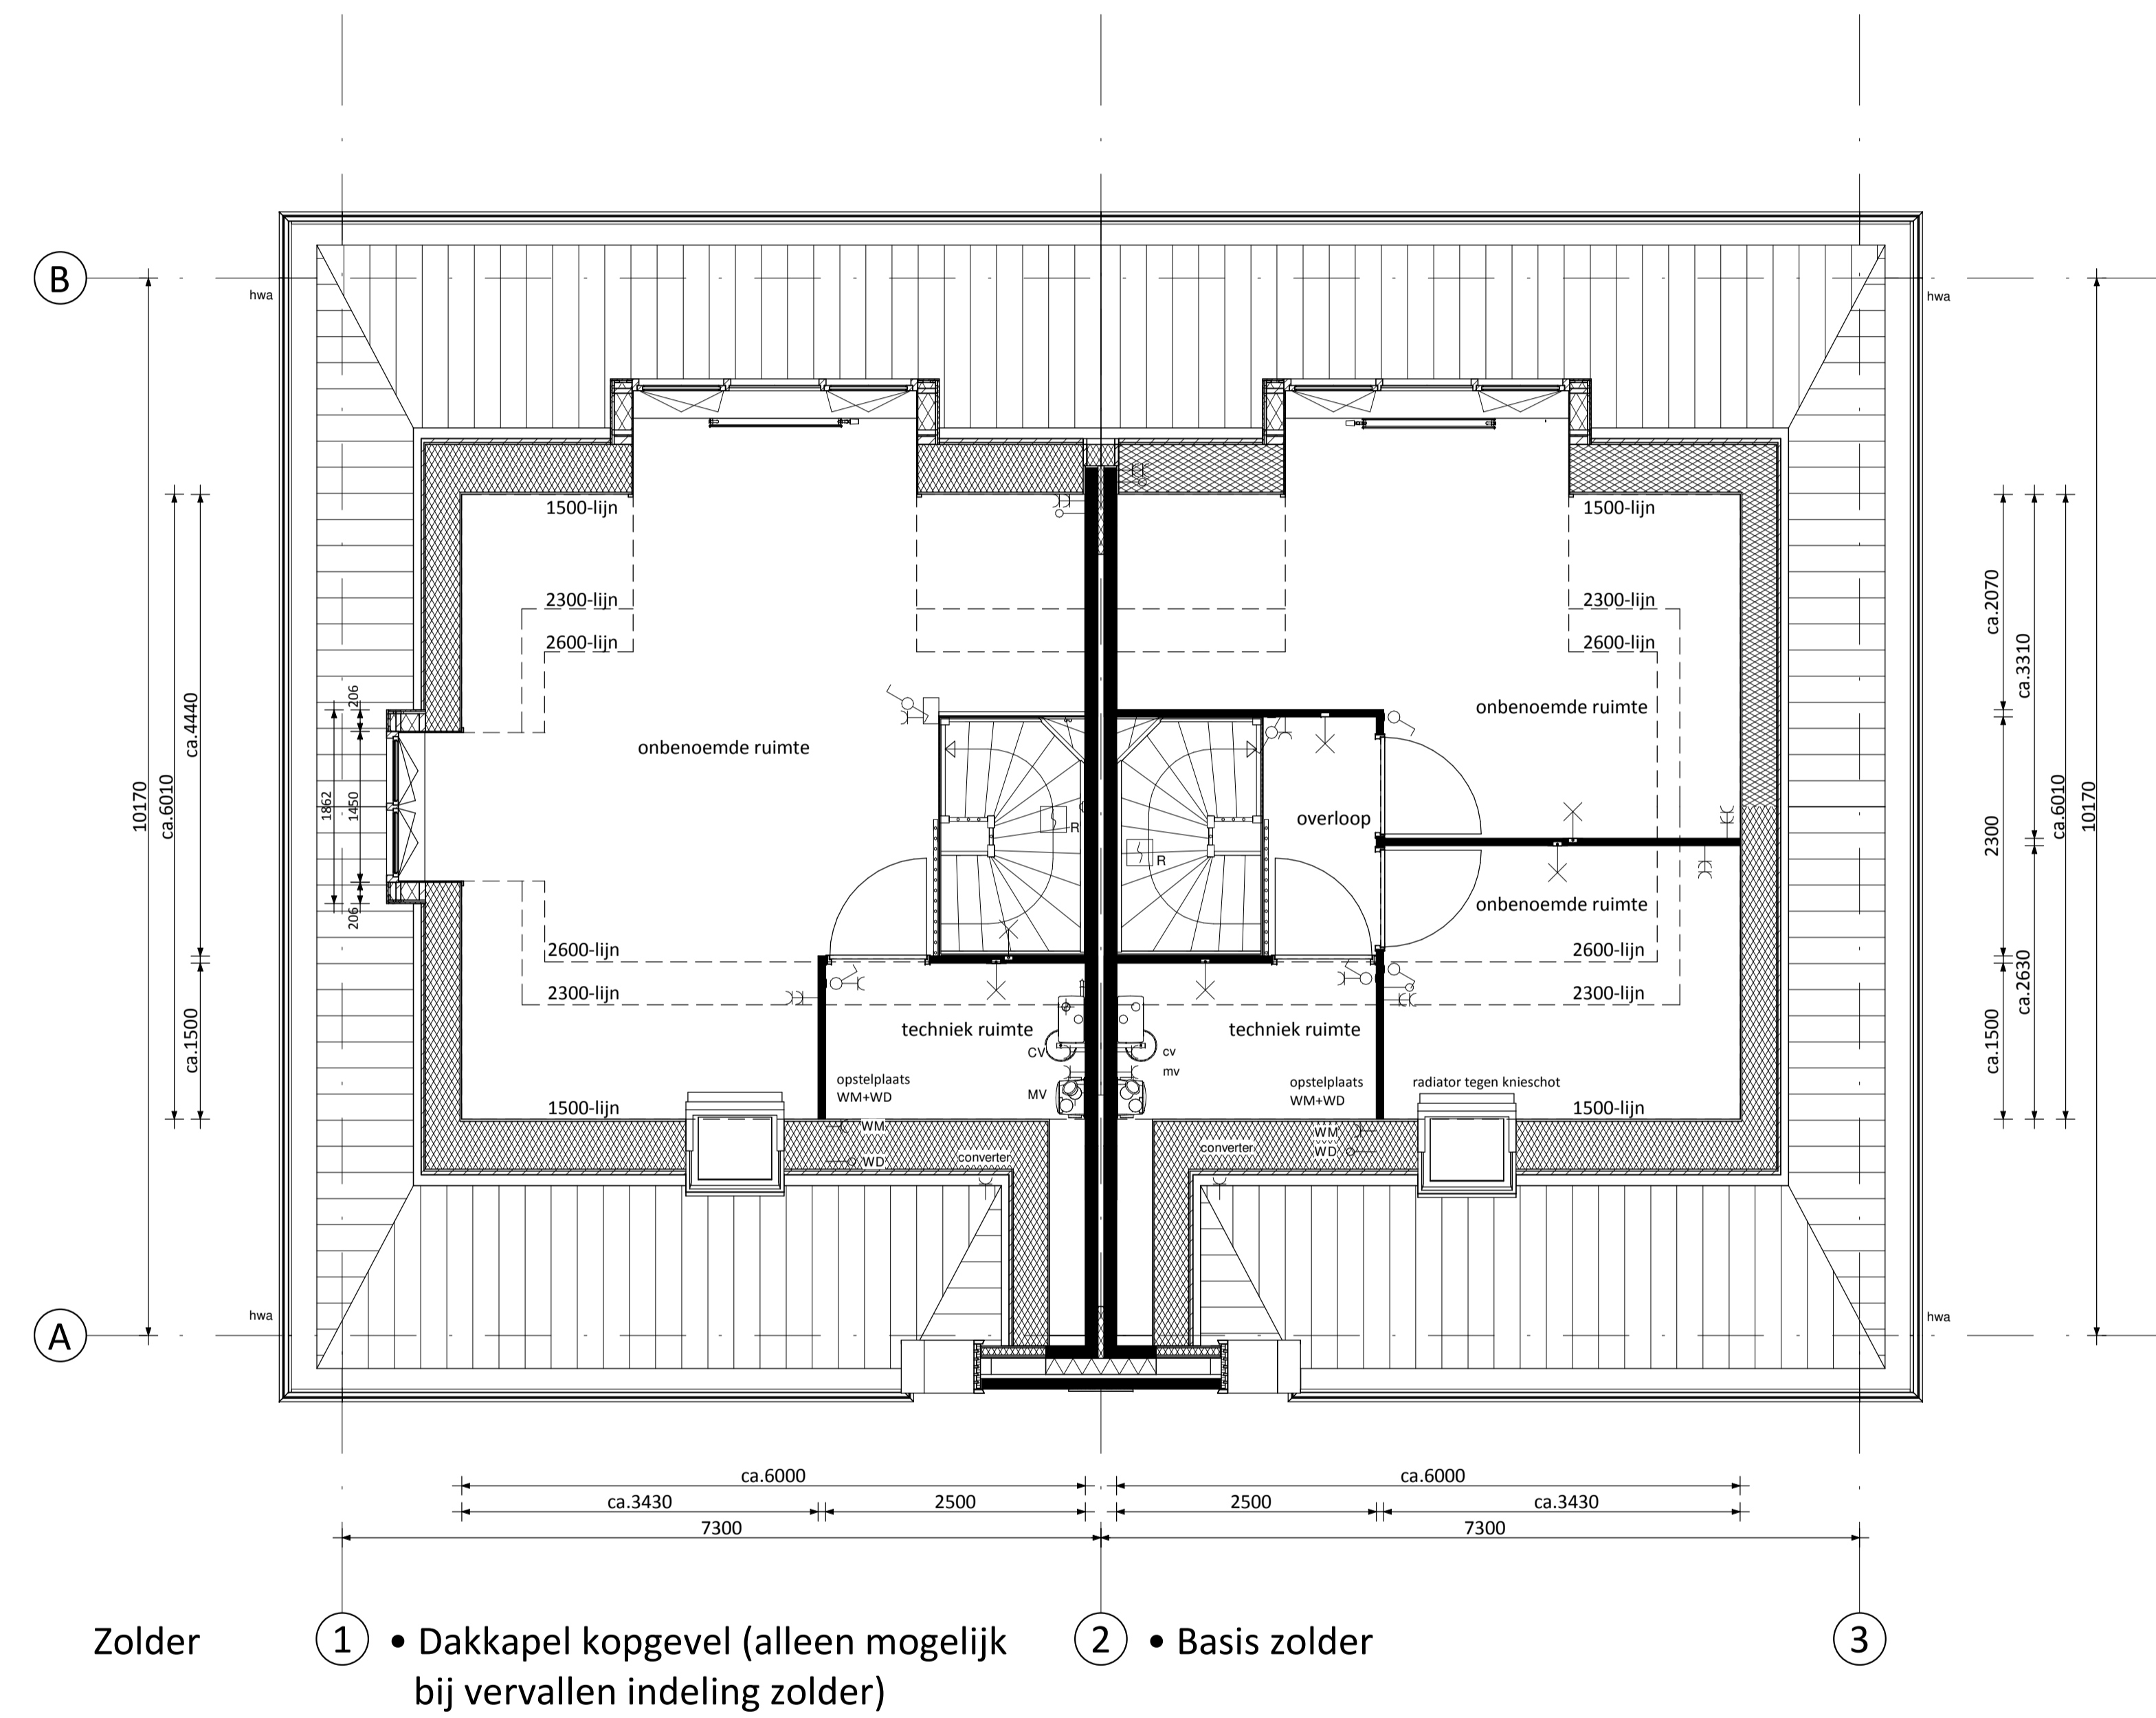 B
hwa
hwa
1500-lijn
1500-lijn
2300-lijn
2300-lijn
2600-lijn
2600-lijn
ca.2070
ca.3310
206
ca.4440
onbenoemde ruimte
onbenoemde ruimte
10170
ca.6010
1862
1450
R
R
overloop
2300
ca.6010
10170
206
onbenoemde ruimte
2600-lijn
2600-lijn
2300-lijn
2300-lijn
ca.2630
ca.1500
ca.1500
techniek ruimte
techniek ruimte
CV
cv
mv
opstelplaats
WM+WD
MV
opstelplaats
WM+WD
radiator tegen knieschot
1500-lijn
1500-lijn
WM
WD
converter
converter
WM
WD
hwa
hwa
A
ca.6000
ca.6000
ca.3430
2500
2500
ca.3430
7300
7300
Zolder
1
• Dakkapel kopgevel (alleen mogelijk
bij vervallen indeling zolder)
2
• Basis zolder
3